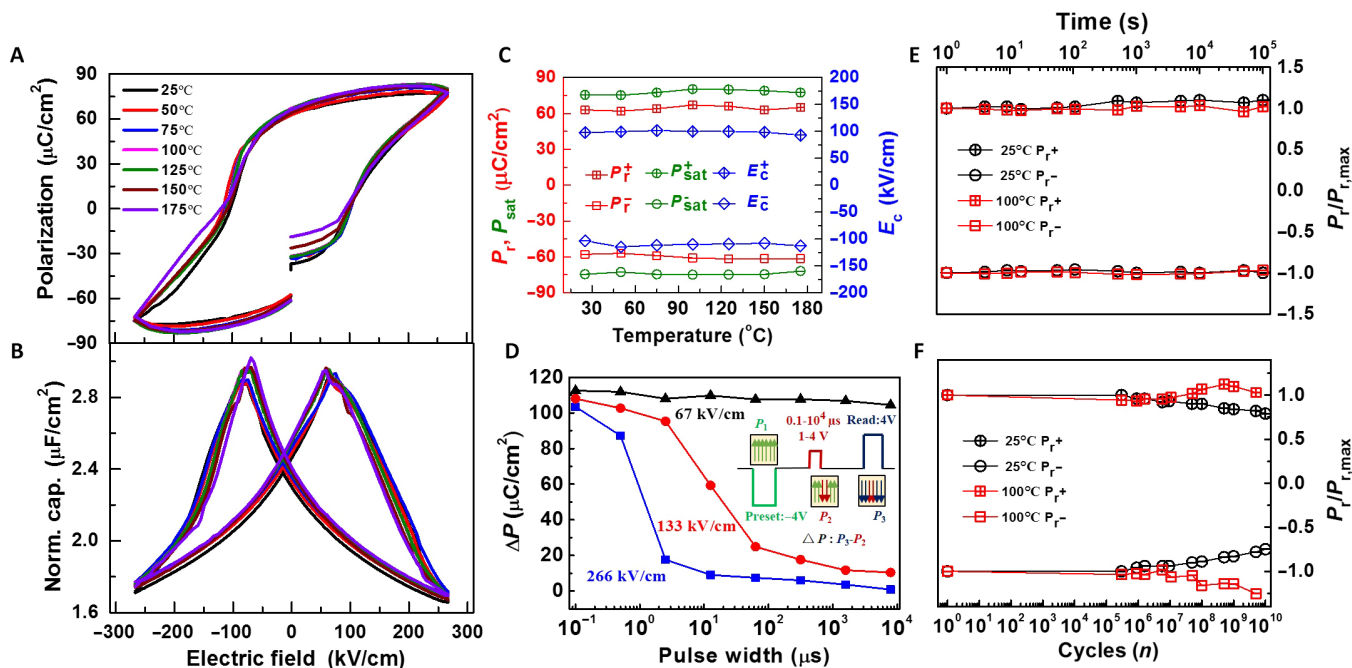 A
Polarization (μC/cm²)
90
60
30
0
−30
−60
−90
25℃
50℃
75℃
100℃
125℃
150℃
175℃
B
Norm. cap. (μF/cm²)
2.8
2.4
2.0
1.6
−300
−200
−100
0
100
200
300
Electric field (kV/cm)
C
Pr, Psat (μC/cm²)
90
75
60
45
30
15
0
−15
−30
−45
−60
−75
−90
Pr+ Psat+ Ec+
Pr- Psat- Ec-
200
150
100
50
0
−50
−100
−150
−200
Ec (kV/cm)
30 60 90 120 150 180
Temperature (°C)
D
ΔP (μC/cm²)
120
100
80
60
40
20
0
67 kV/cm
133 kV/cm
266 kV/cm
P1
0.1-10⁴ μs
1-4 V
Read:4V
Preset:−4V
P2
P3
△ P : P3-P2
10⁻¹ 10⁰ 10¹ 10² 10³ 10⁴
Pulse width (μs)
Time (s)
10⁰ 10¹ 10² 10³ 10⁴ 10⁵
E
25°C Pr+
25°C Pr−
100°C Pr+
100°C Pr−
1.5
1.0
0.5
0.0
−0.5
−1.0
−1.5
Pr/Pr,max
F
25°C Pr+
25°C Pr−
100°C Pr+
100°C Pr−
1.0
0.5
0.0
−0.5
−1.0
Pr/Pr,max
10⁰ 10¹ 10² 10³ 10⁴ 10⁵ 10⁶ 10⁷ 10⁸ 10⁹ 10¹⁰
Cycles (n)